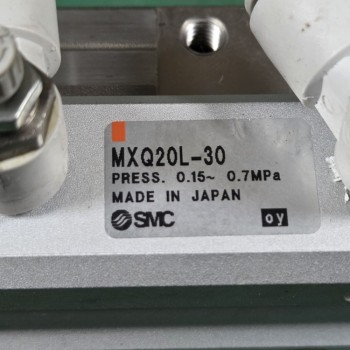 MXQ20L-30
PRESS. 0.15~ 0.7MPa
MADE IN JAPAN
SMC oy